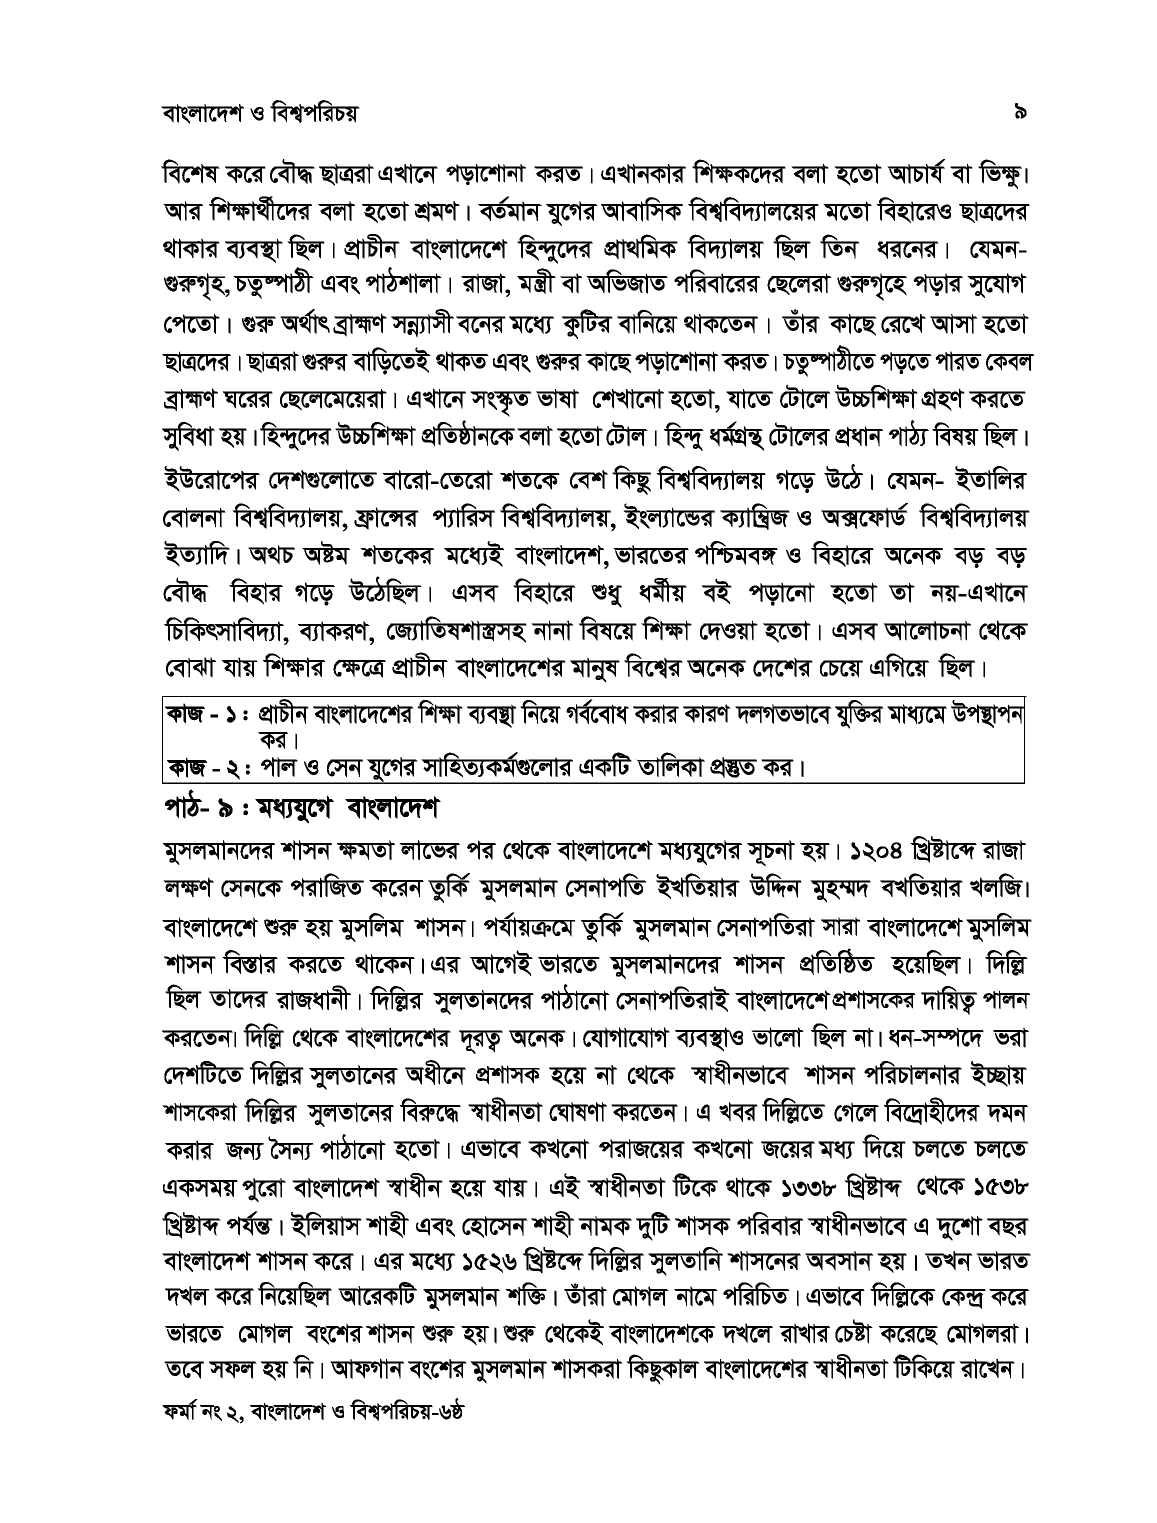 বাংলাদেশ ও বিশ্বপরিচয় ৯
বিশেষ করে বৌদ্ধ ছাত্ররা এখানে পড়াশোনা করত। এখানকার শিক্ষকদের বলা হতো আচার্য বা ভিক্ষু।
আর শিক্ষার্থীদের বলা হতো শ্রমণ। বর্তমান যুগের আবাসিক বিশ্ববিদ্যালয়ের মতো বিহারেও ছাত্রদের
থাকার ব্যবস্থা ছিল। প্রাচীন বাংলাদেশে হিন্দুদের প্রাথমিক বিদ্যালয় ছিল তিন ধরনের। যেমন-
গুরুগৃহ, চতুষ্পাঠী এবং পাঠশালা। রাজা, মন্ত্রী বা অভিজাত পরিবারের ছেলেরা গুরুগৃহে পড়ার সুযোগ
পেতো। গুরু অর্থাৎ ব্রাহ্মণ সন্ন্যাসী বনের মধ্যে কুটির বানিয়ে থাকতেন। তাঁর কাছে রেখে আসা হতো
ছাত্রদের। ছাত্ররা গুরুর বাড়িতেই থাকত এবং গুরুর কাছে পড়াশোনা করত। চতুষ্পাঠীতে পড়তে পারত কেবল
ব্রাহ্মণ ঘরের ছেলেমেয়েরা। এখানে সংস্কৃত ভাষা শেখানো হতো, যাতে টোলে উচ্চশিক্ষা গ্রহণ করতে
সুবিধা হয়। হিন্দুদের উচ্চশিক্ষা প্রতিষ্ঠানকে বলা হতো টোল। হিন্দু ধর্মগ্রন্থ টোলের প্রধান পাঠ্য বিষয় ছিল।
ইউরোপের দেশগুলোতে বারো-তেরো শতকে বেশ কিছু বিশ্ববিদ্যালয় গড়ে উঠে। যেমন- ইতালির
বোলনা বিশ্ববিদ্যালয়, ফ্রান্সের প্যারিস বিশ্ববিদ্যালয়, ইংল্যান্ডের ক্যাম্ব্রিজ ও অক্সফোর্ড বিশ্ববিদ্যালয়
ইত্যাদি। অথচ অষ্টম শতকের মধ্যেই বাংলাদেশ, ভারতের পশ্চিমবঙ্গ ও বিহারে অনেক বড় বড়
বৌদ্ধ বিহার গড়ে উঠেছিল। এসব বিহারে শুধু ধর্মীয় বই পড়ানো হতো তা নয়-এখানে
চিকিৎসাবিদ্যা, ব্যাকরণ, জ্যোতিষশাস্ত্রসহ নানা বিষয়ে শিক্ষা দেওয়া হতো। এসব আলোচনা থেকে
বোঝা যায় শিক্ষার ক্ষেত্রে প্রাচীন বাংলাদেশের মানুষ বিশ্বের অনেক দেশের চেয়ে এগিয়ে ছিল।
কাজ - ১ : প্রাচীন বাংলাদেশের শিক্ষা ব্যবস্থা নিয়ে গর্ববোধ করার কারণ দলগতভাবে যুক্তির মাধ্যমে উপস্থাপন
কর।
কাজ - ২ : পাল ও সেন যুগের সাহিত্যকর্মগুলোর একটি তালিকা প্রস্তুত কর।
পাঠ- ৯ : মধ্যযুগে বাংলাদেশ
মুসলমানদের শাসন ক্ষমতা লাভের পর থেকে বাংলাদেশে মধ্যযুগের সূচনা হয়। ১২০৪ খ্রিষ্টাব্দে রাজা
লক্ষণ সেনকে পরাজিত করেন তুর্কি মুসলমান সেনাপতি ইখতিয়ার উদ্দিন মুহম্মদ বখতিয়ার খলজি।
বাংলাদেশে শুরু হয় মুসলিম শাসন। পর্যায়ক্রমে তুর্কি মুসলমান সেনাপতিরা সারা বাংলাদেশে মুসলিম
শাসন বিস্তার করতে থাকেন। এর আগেই ভারতে মুসলমানদের শাসন প্রতিষ্ঠিত হয়েছিল। দিল্লি
ছিল তাদের রাজধানী। দিল্লির সুলতানদের পাঠানো সেনাপতিরাই বাংলাদেশে প্রশাসকের দায়িত্ব পালন
করতেন। দিল্লি থেকে বাংলাদেশের দূরত্ব অনেক। যোগাযোগ ব্যবস্থাও ভালো ছিল না। ধন-সম্পদে ভরা
দেশটিতে দিল্লির সুলতানের অধীনে প্রশাসক হয়ে না থেকে স্বাধীনভাবে শাসন পরিচালনার ইচ্ছায়
শাসকেরা দিল্লির সুলতানের বিরুদ্ধে স্বাধীনতা ঘোষণা করতেন। এ খবর দিল্লিতে গেলে বিদ্রোহীদের দমন
করার জন্য সৈন্য পাঠানো হতো। এভাবে কখনো পরাজয়ের কখনো জয়ের মধ্য দিয়ে চলতে চলতে
একসময় পুরো বাংলাদেশ স্বাধীন হয়ে যায়। এই স্বাধীনতা টিকে থাকে ১৩৩৮ খ্রিষ্টাব্দ থেকে ১৫৩৮
খ্রিষ্টাব্দ পর্যন্ত। ইলিয়াস শাহী এবং হোসেন শাহী নামক দুটি শাসক পরিবার স্বাধীনভাবে এ দুশো বছর
বাংলাদেশ শাসন করে। এর মধ্যে ১৫২৬ খ্রিষ্টব্দে দিল্লির সুলতানি শাসনের অবসান হয়। তখন ভারত
দখল করে নিয়েছিল আরেকটি মুসলমান শক্তি। তাঁরা মোগল নামে পরিচিত। এভাবে দিল্লিকে কেন্দ্র করে
ভারতে মোগল বংশের শাসন শুরু হয়। শুরু থেকেই বাংলাদেশকে দখলে রাখার চেষ্টা করেছে মোগলরা।
তবে সফল হয় নি। আফগান বংশের মুসলমান শাসকরা কিছুকাল বাংলাদেশের স্বাধীনতা টিকিয়ে রাখেন।
ফর্মা নং ২, বাংলাদেশ ও বিশ্বপরিচয়-৬ষ্ঠ